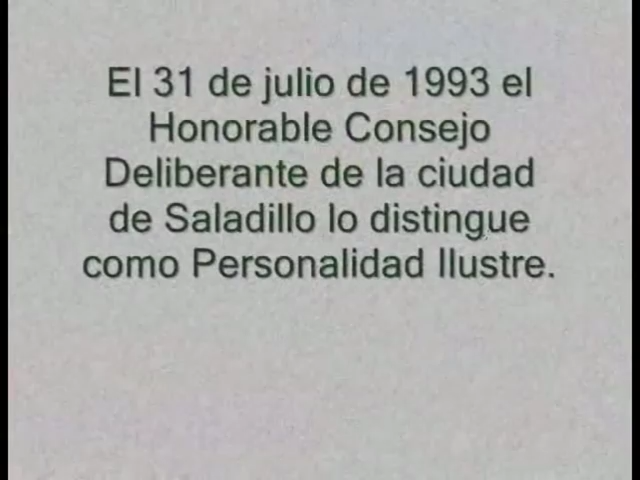 El 31 de julio de 1993 el
Honorable Consejo
Deliberante de la ciudad
de Saladillo lo distingue
como Personalidad Ilustre.